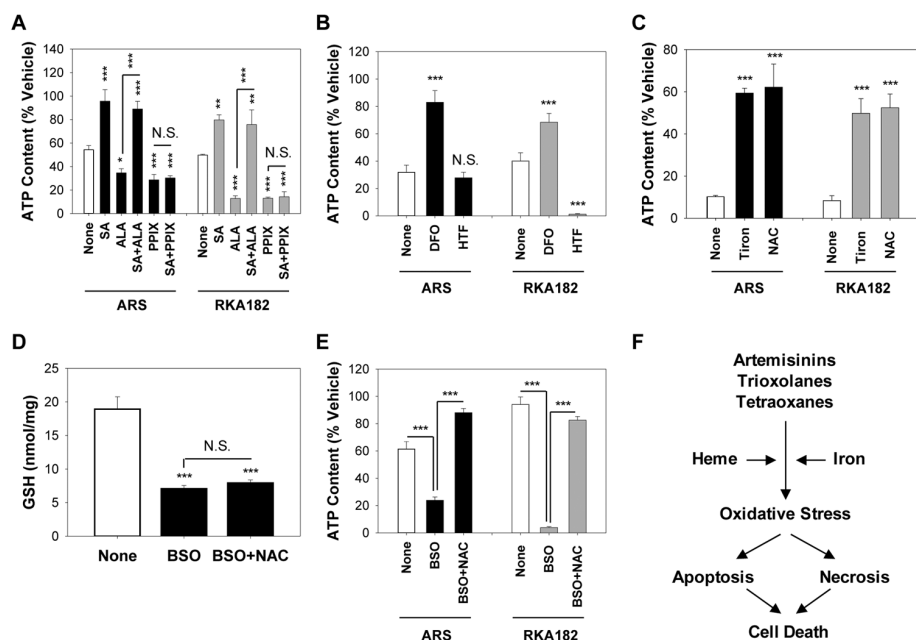 A
ATP Content (% Vehicle)
140
120
100
80
60
40
20
0
***
***
***
*
***
N.S.
***
***
**
***
***
**
N.S.
***
***
None
SA
ALA
SA+ALA
PPIX
SA+PPIX
None
SA
ALA
SA+ALA
PPIX
SA+PPIX
ARS
RKA182
B
ATP Content (% Vehicle)
120
100
80
60
40
20
0
***
N.S.
***
***
None
DFO
HTF
None
DFO
HTF
ARS
RKA182
C
ATP Content (% Vehicle)
80
60
40
20
0
***
***
***
***
None
Tiron
NAC
None
Tiron
NAC
ARS
RKA182
D
GSH (nmol/mg)
25
20
15
10
5
0
N.S.
***
***
None
BSO
BSO+NAC
E
ATP Content (% Vehicle)
120
100
80
60
40
20
0
***
***
***
***
None
BSO
BSO+NAC
None
BSO
BSO+NAC
ARS
RKA182
F
Artemisinins
Trioxolanes
Tetraoxanes
Heme
Iron
Oxidative Stress
Apoptosis
Necrosis
Cell Death